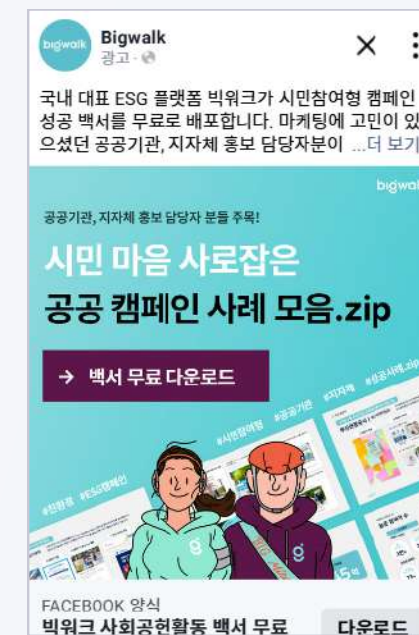 bigwalk
Bigwalk
광고 ·
국내 대표 ESG 플랫폼 빅워크가 시민참여형 캠페인
성공 백서를 무료로 배포합니다. 마케팅에 고민이 있
으셨던 공공기관, 지자체 홍보 담당자분이 ...더 보기
bigwalk
공공기관, 지자체 홍보 담당자 분들 주목!
시민 마음 사로잡은
공공 캠페인 사례 모음.zip
→ 백서 무료 다운로드
#친환경 #ESG캠페인 #시민참여형 #공공기관 #지자체 #성공사례.zip
FACEBOOK 양식
빅워크 사회공헌활동 백서 무료
다운로드